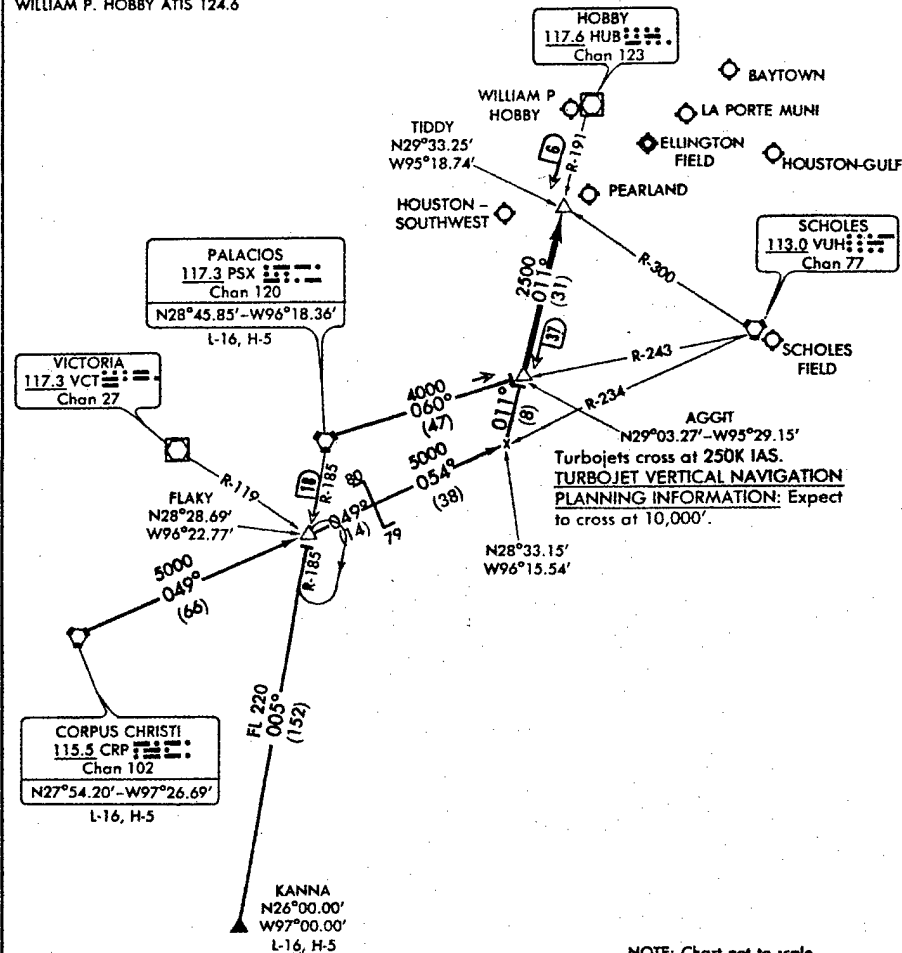 WILLIAM P. HOBBY ATIS 124.6
HOBBY
117.6 HUB
Chan 123
BAYTOWN
WILLIAM P
HOBBY
LA PORTE MUNI
TIDDY
N29°33.25'
W95°18.74'
6
R-191
ELLINGTON
FIELD
HOUSTON-GULF
PEARLAND
HOUSTON –
SOUTHWEST
SCHOLES
113.0 VUH
Chan 77
PALACIOS
117.3 PSX
Chan 120
N28°45.85'–W96°18.36'
L-16, H-5
R-300
2500
011°
(31)
37
SCHOLES
FIELD
VICTORIA
117.3 VCT
Chan 27
R-243
4000
060°
(47)
011°
(8)
R-234
AGGIT
N29°03.27'–W95°29.15'
Turbojets cross at 250K IAS.
TURBOJET VERTICAL NAVIGATION
PLANNING INFORMATION: Expect
to cross at 10,000'.
R-119
18
R-185
80
79
5000
054°
(38)
FLAKY
N28°28.69'
W96°22.77'
049°
(14)
N28°33.15'
W96°15.54'
R-185
5000
049°
(66)
FL 220
005°
(152)
CORPUS CHRISTI
115.5 CRP
Chan 102
N27°54.20'–W97°26.69'
L-16, H-5
KANNA
N26°00.00'
W97°00.00'
L-16, H-5
NOTE: Chart not to scale